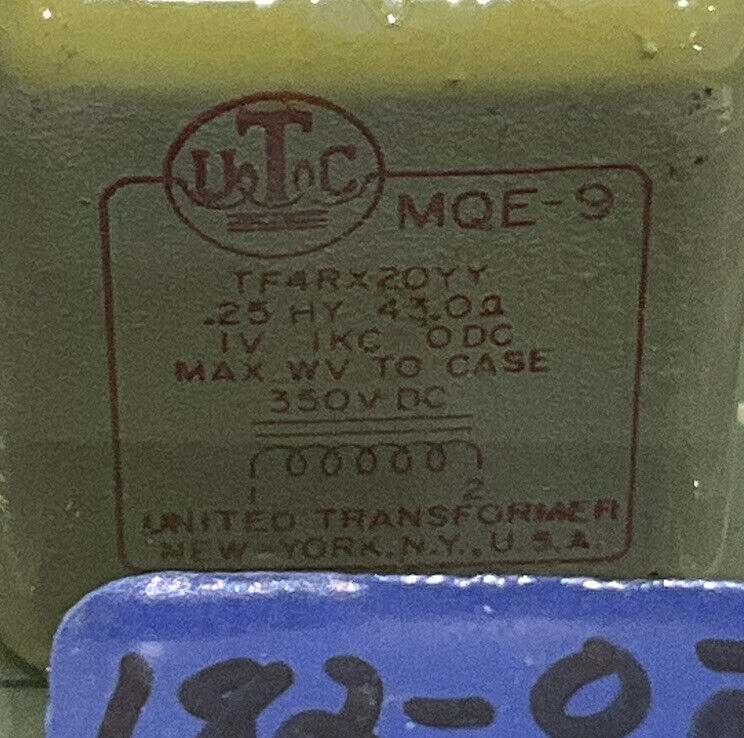 UTC
MQE-9
TF4RX20YY
.25 HY 43.0Ω
1V 1KC 0DC
MAX WV TO CASE
350V DC
1 2
UNITED TRANSFORMER
NEW-YORK, N.Y., U.S.A.